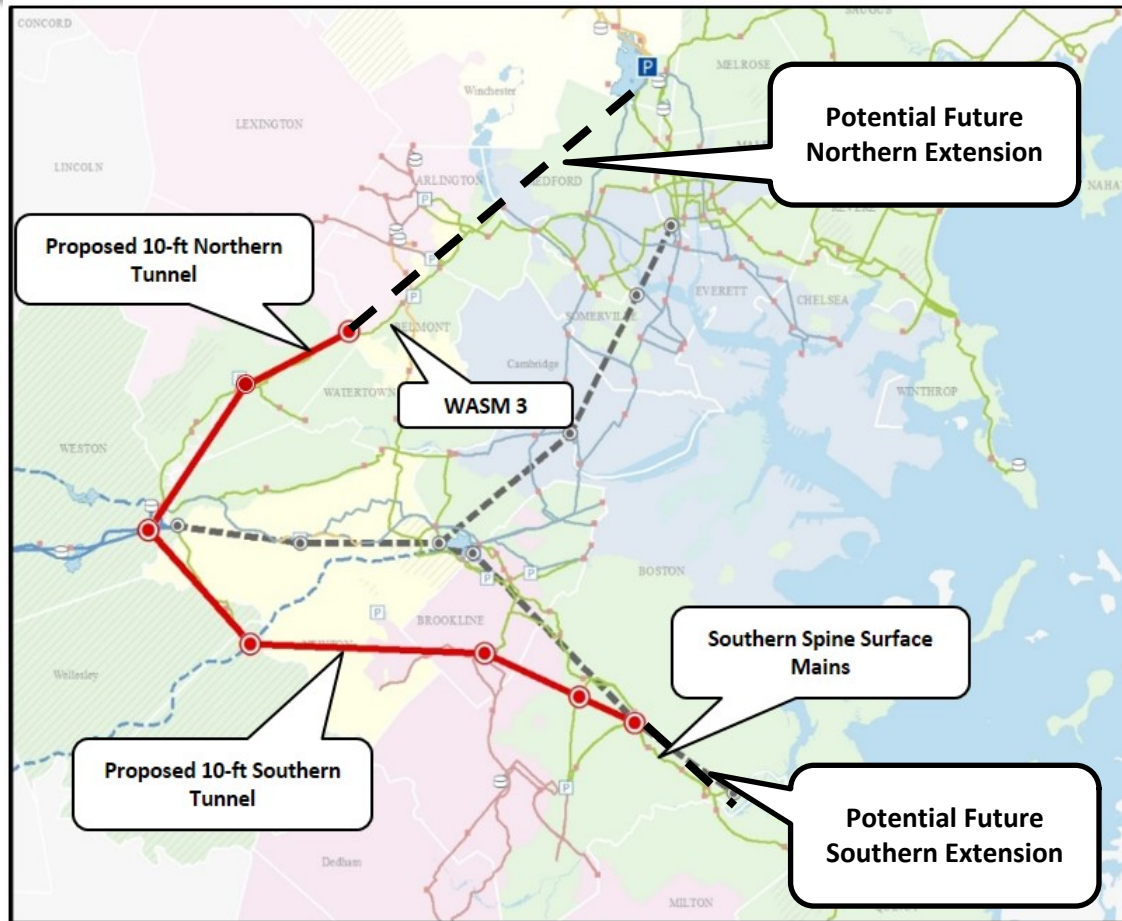 CONCORD
MELROSE
P
Winchester
Potential Future
Northern Extension
LEXINGTON
LINCOLN
ARLINGTON
MEDFORD
P
NAHA
Proposed 10-ft Northern
Tunnel
P
EVERETT
CHELSEA
P
BELMONT
SOMERVILLE
Cambridge
WATERTOWN
WINTHROP
WASM 3
WESTON
BOSTON
P
P
P
BROOKLINE
Southern Spine Surface
Mains
Wellesley
Proposed 10-ft Southern
Tunnel
P
Potential Future
Southern Extension
Dedham
MILTON